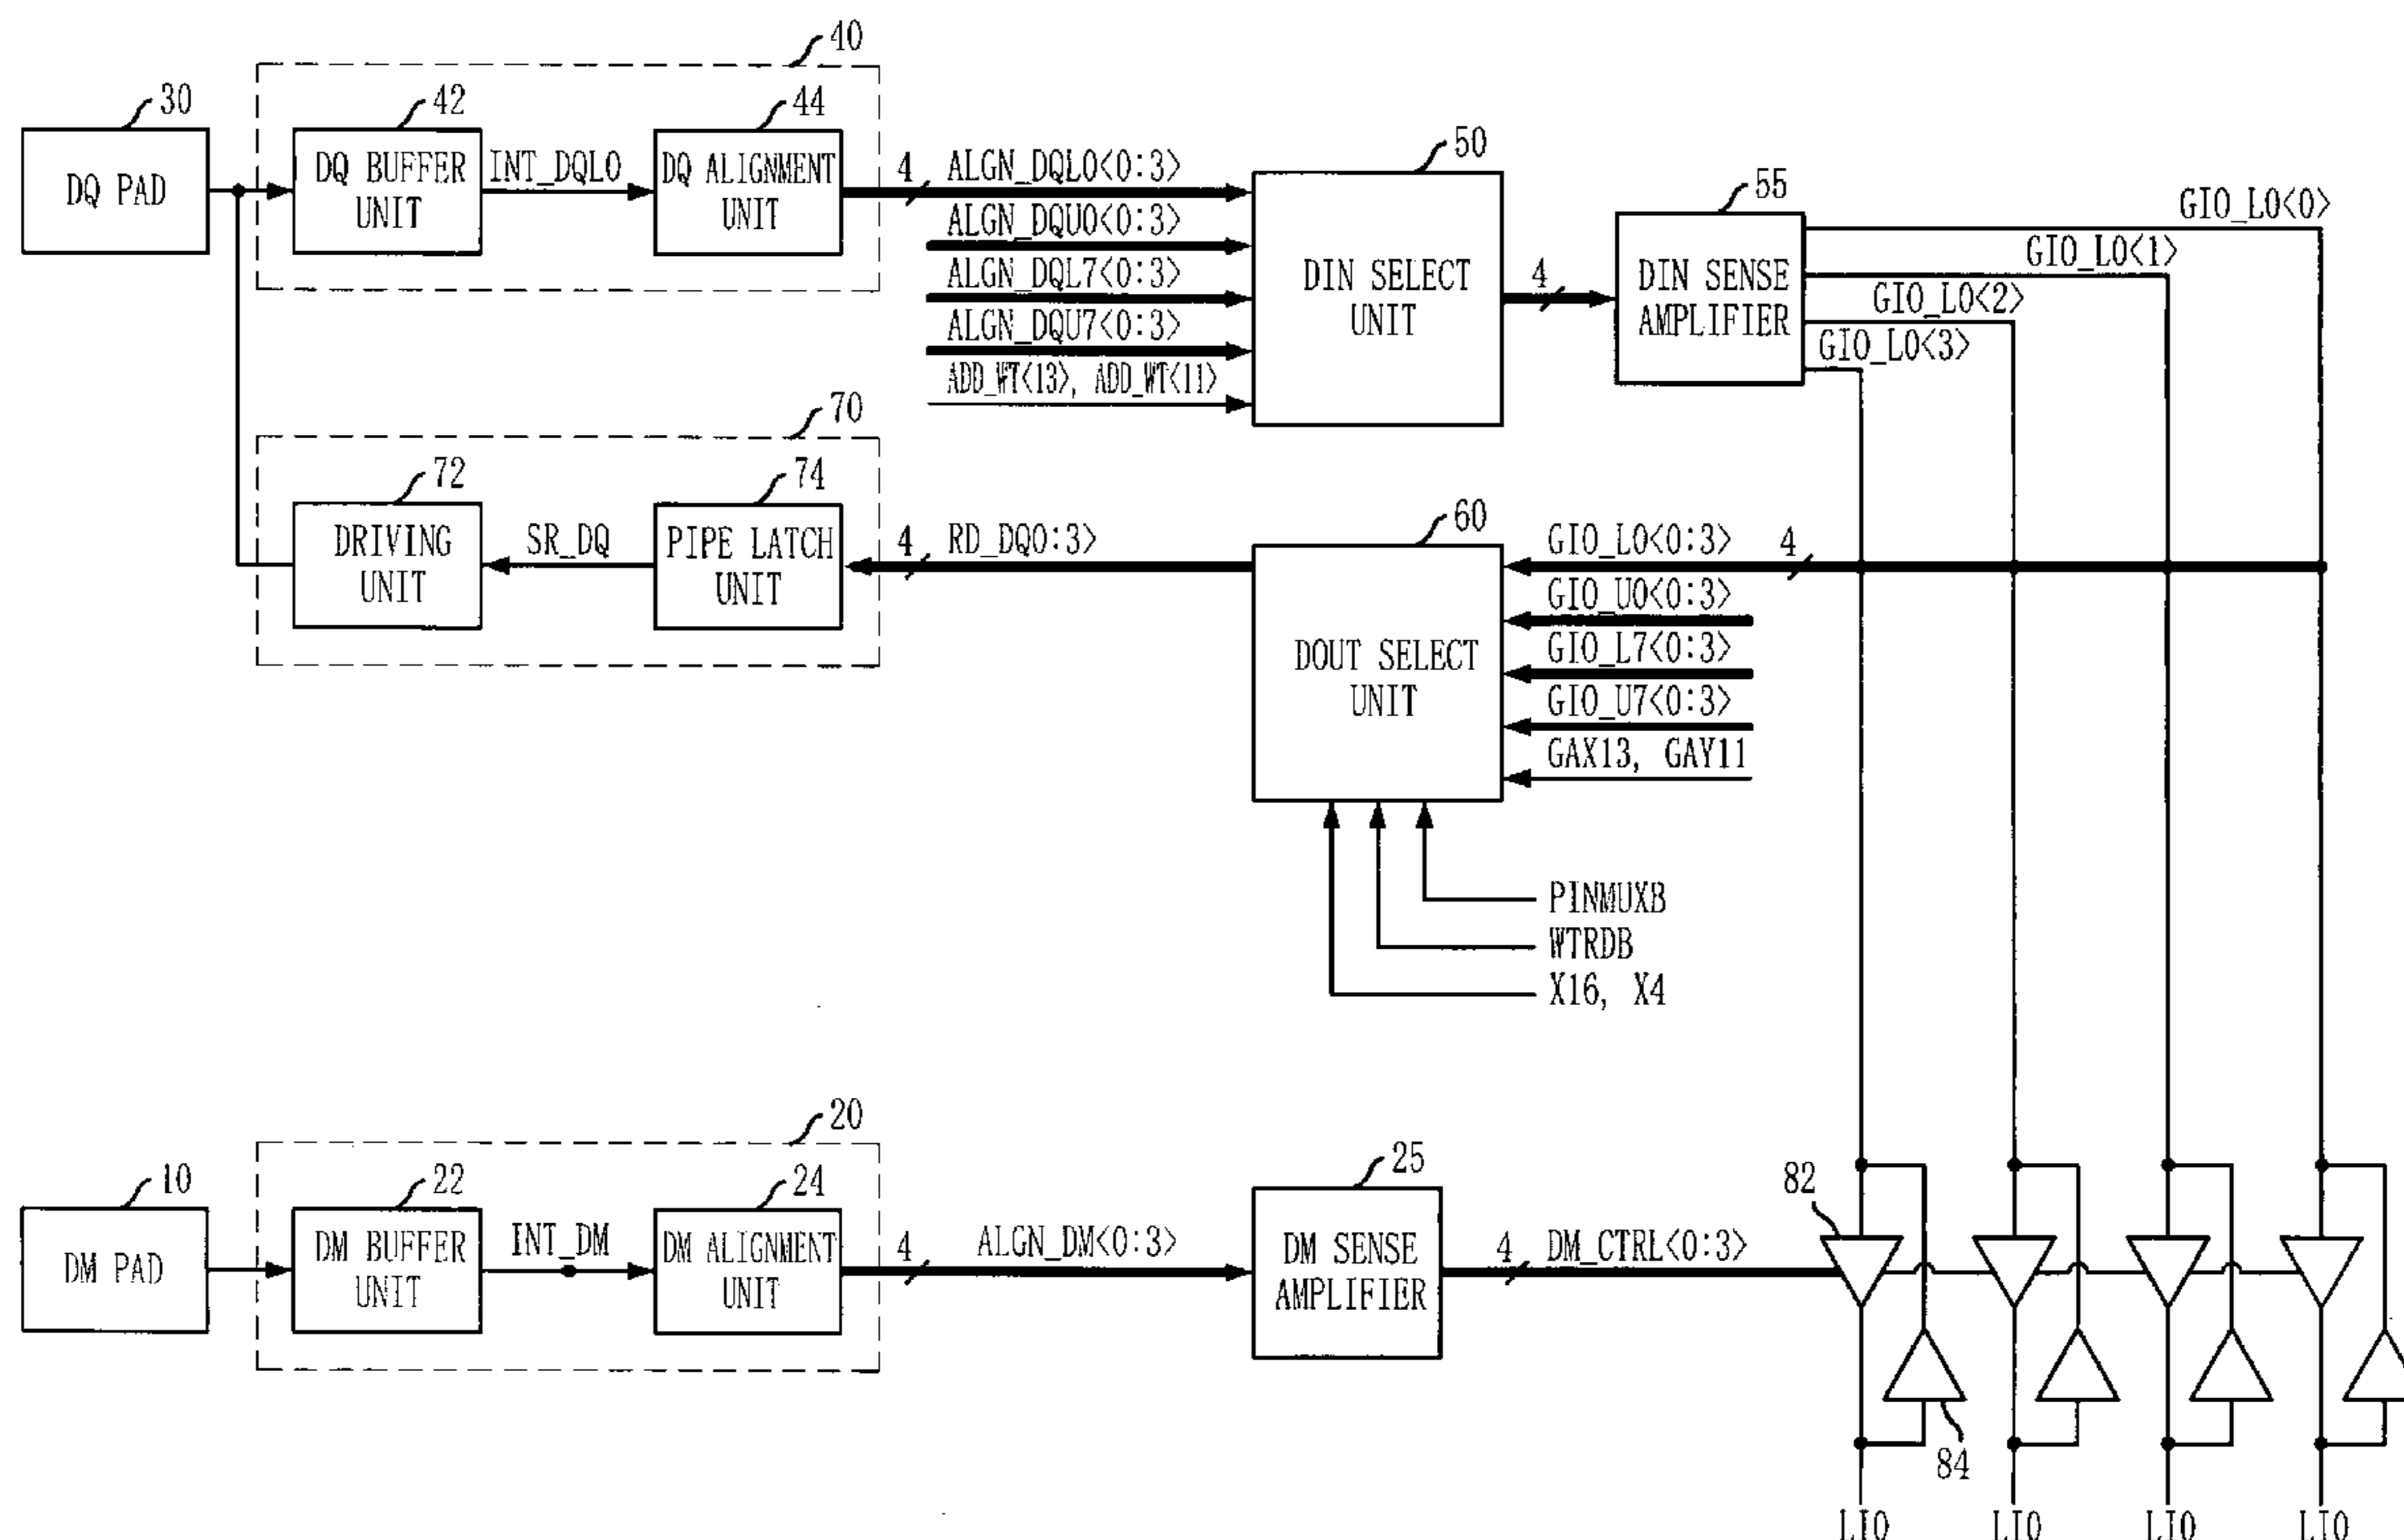 40
30
42
44
DQ PAD
DQ BUFFER
UNIT
INT_DQL0
DQ ALIGNMENT
UNIT
4
ALGN_DQL0<0:3>
ALGN_DQU0<0:3>
ALGN_DQL7<0:3>
ALGN_DQU7<0:3>
ADD_WT<13>, ADD_WT<11>
50
DIN SELECT
UNIT
4
55
DIN SENSE
AMPLIFIER
GIO_L0<0>
GIO_L0<1>
GIO_L0<2>
GIO_L0<3>
70
72
74
DRIVING
UNIT
SR_DQ
PIPE LATCH
UNIT
4
RD_DQ0:3>
60
DOUT SELECT
UNIT
GIO_L0<0:3>
4
GIO_U0<0:3>
GIO_L7<0:3>
GIO_U7<0:3>
GAX13, GAY11
PINMUXB
WTRDB
X16, X4
20
10
22
24
DM PAD
DM BUFFER
UNIT
INT_DM
DM ALIGNMENT
UNIT
4
ALGN_DM<0:3>
25
DM SENSE
AMPLIFIER
4
DM_CTRL<0:3>
82
84
LIO
LIO
LIO
LIO